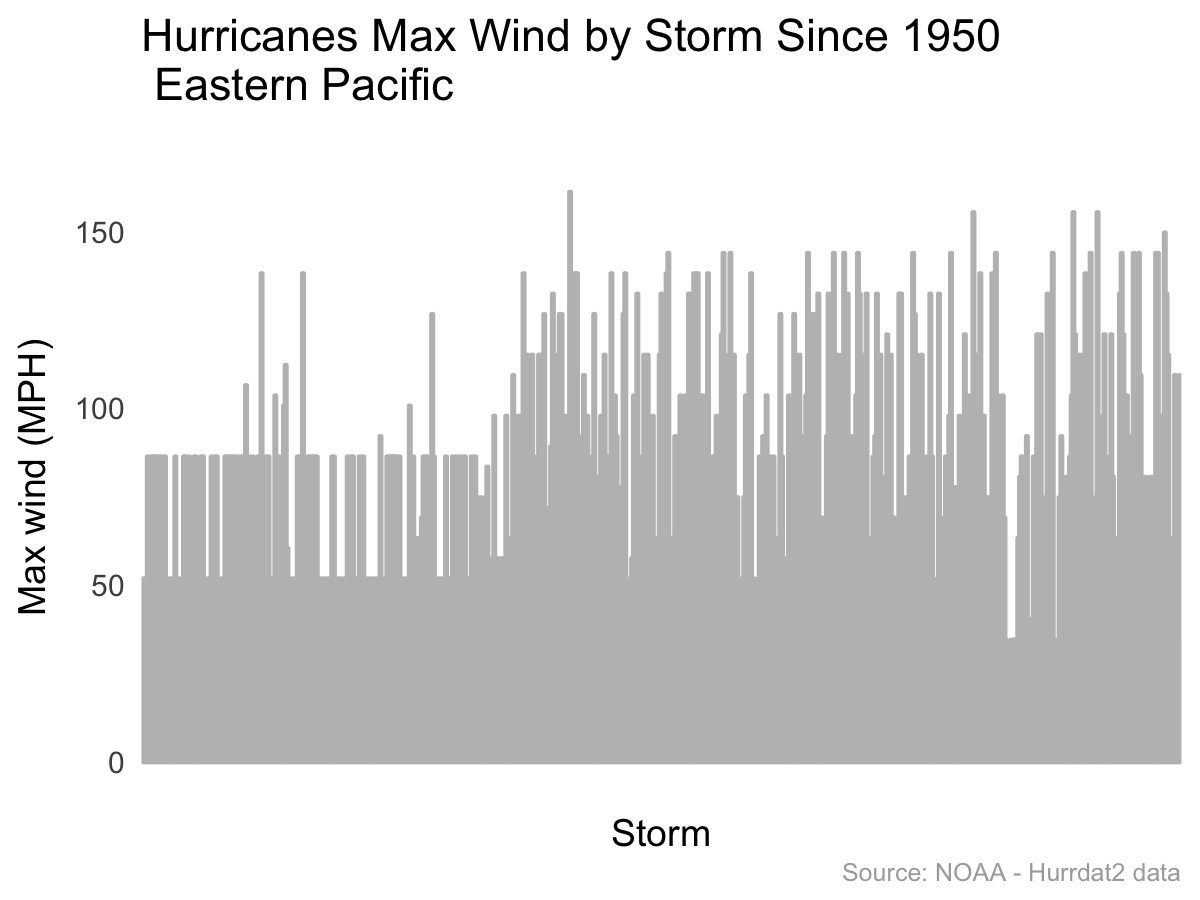 Hurricanes Max Wind by Storm Since 1950
Eastern Pacific
150
100
50
0
Max wind (MPH)
Storm
Source: NOAA - Hurrdat2 data